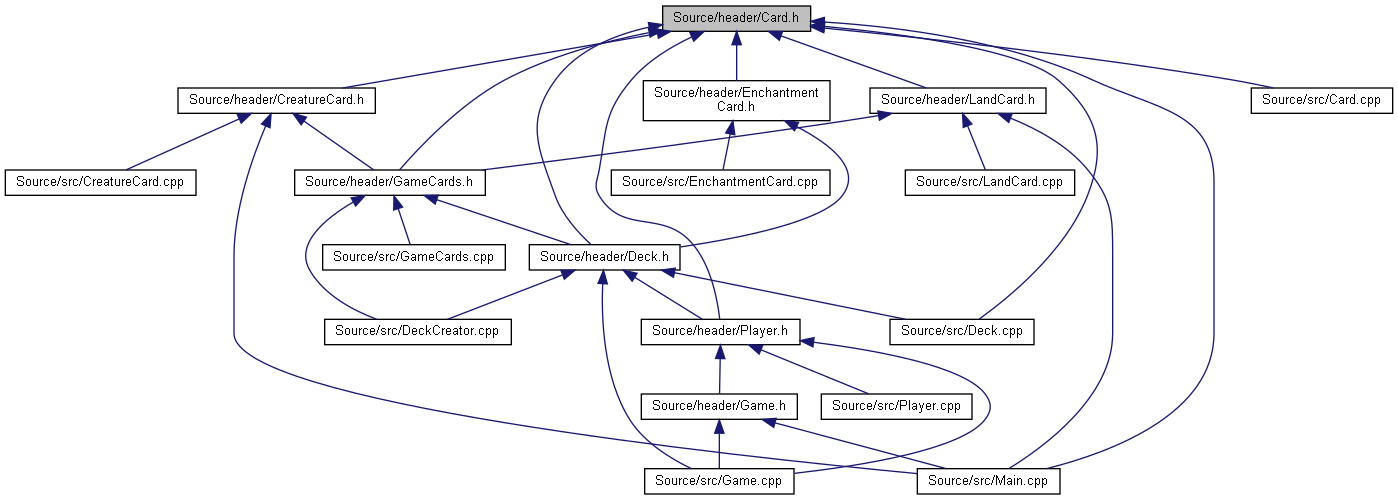 Source/header/Card.h
Source/header/CreatureCard.h
Source/header/Enchantment
Card.h
Source/header/LandCard.h
Source/src/Card.cpp
Source/src/CreatureCard.cpp
Source/header/GameCards.h
Source/src/EnchantmentCard.cpp
Source/src/LandCard.cpp
Source/src/GameCards.cpp
Source/header/Deck.h
Source/src/DeckCreator.cpp
Source/header/Player.h
Source/src/Deck.cpp
Source/header/Game.h
Source/src/Player.cpp
Source/src/Game.cpp
Source/src/Main.cpp